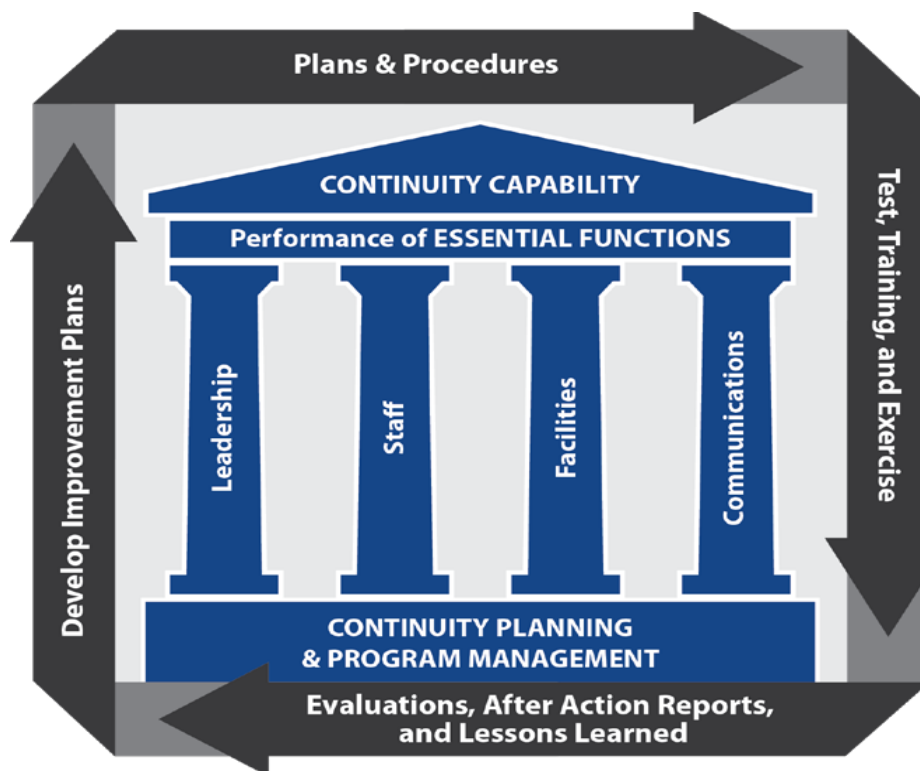 Plans & Procedures
CONTINUITY CAPABILITY
Performance of ESSENTIAL FUNCTIONS
Develop Improvement Plans
Leadership
Staff
Facilities
Communications
Test, Training, and Exercise
CONTINUITY PLANNING
& PROGRAM MANAGEMENT
Evaluations, After Action Reports,
and Lessons Learned